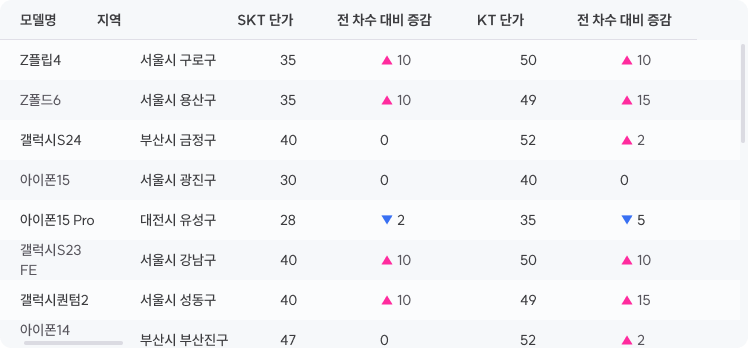 모델명 지역 SKT 단가 전 차수 대비 증감 KT 단가 전 차수 대비 증감
Z플립4 서울시 구로구 35 ▲ 10 50 ▲ 10
Z폴드6 서울시 용산구 35 ▲ 10 49 ▲ 15
갤럭시S24 부산시 금정구 40 0 52 ▲ 2
아이폰15 서울시 광진구 30 0 40 0
아이폰15 Pro 대전시 유성구 28 ▼ 2 35 ▼ 5
갤럭시S23
FE 서울시 강남구 40 ▲ 10 50 ▲ 10
갤럭시퀀텀2 서울시 성동구 40 ▲ 10 49 ▲ 15
아이폰14
부산시 부산진구 47 0 52 ▲ 2